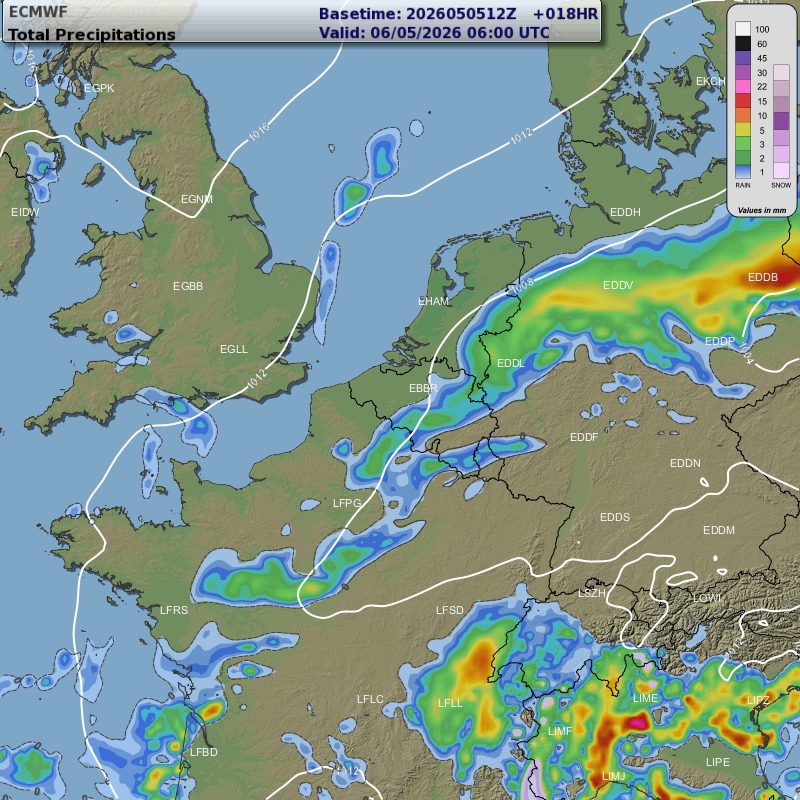 ECMWF
Basetime: 2026050512Z +018HR
Total Precipitations
Valid: 06/05/2026 06:00 UTC
100
60
45
30
22
15
10
5
3
2
1
RAIN SNOW
Values in mm
EGPK
EKCH
1016
1012
EIDW
EGNM
EDDH
EGBB
EHAM
1008
EDDV
EDDB
EGLL
EDDL
EDDP
1004
1012
EBBR
EDDF
EDDN
LFPG
EDDS
EDDM
LFRS
LFSD
LSZH
LOWI
1012
LFLC
LFLL
LIME
LIPZ
LIMF
LFBD
LIPE
1012
LIMJ